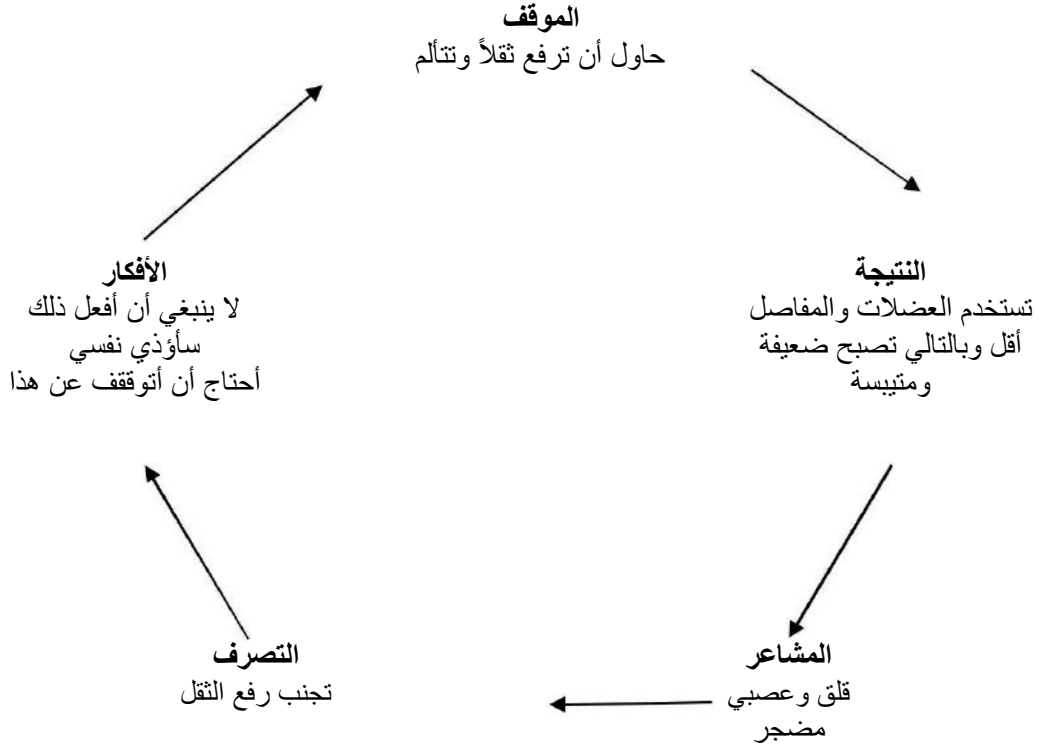 الموقف
حاول أن ترفع ثقلاً وتتألم
النتيجة
تستخدم العضلات والمفاصل
أقل وبالتالي تصبح ضعيفة
ومتيبسة
المشاعر
قلق وعصبي
مضجر
التصرف
تجنب رفع الثقل
الأفكار
لا ينبغي أن أفعل ذلك
سأؤذي نفسي
أحتاج أن أتوققف عن هذا